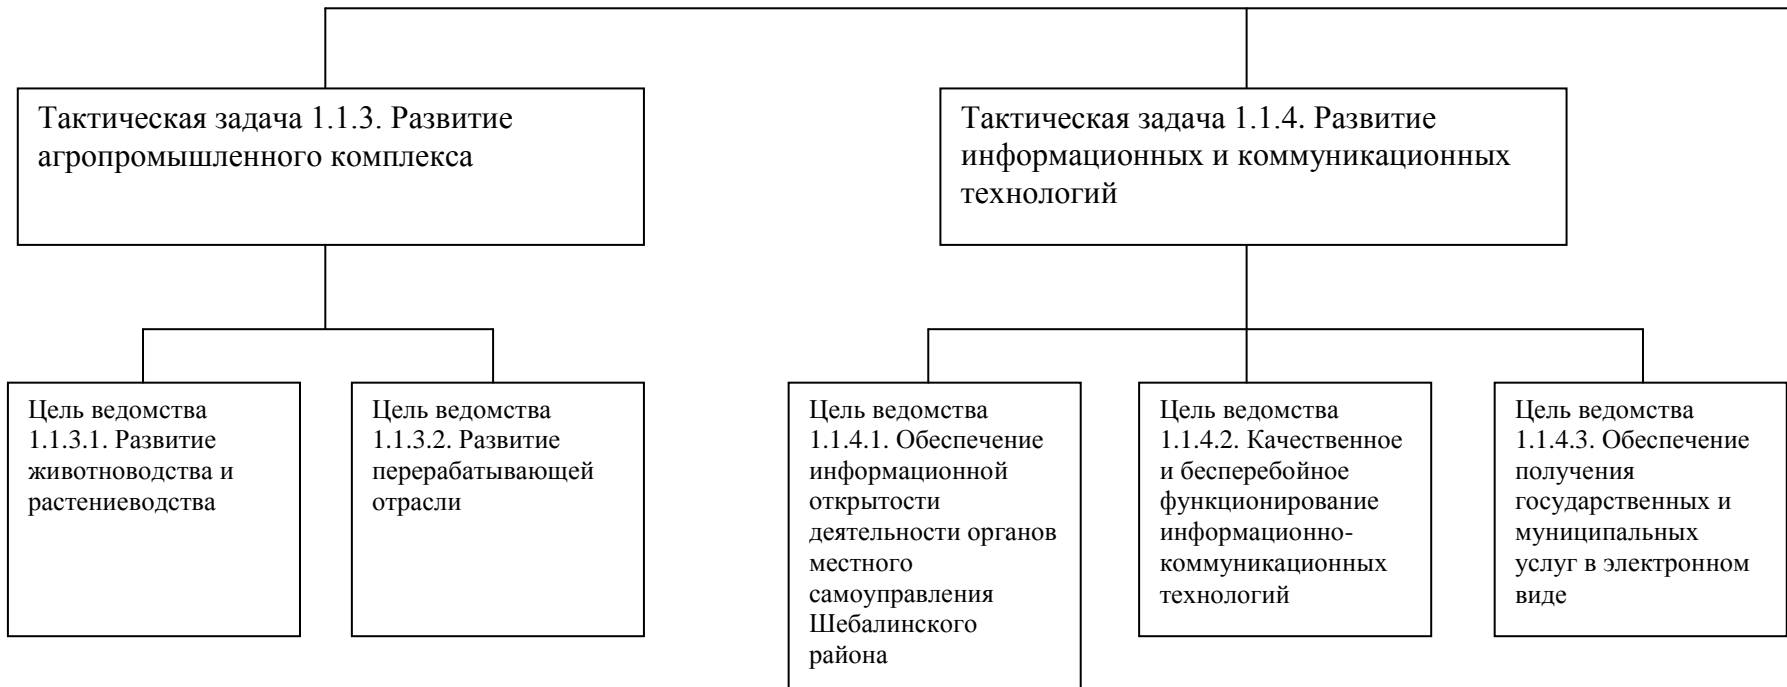 Тактическая задача 1.1.3. Развитие
агропромышленного комплекса
Тактическая задача 1.1.4. Развитие
информационных и коммуникационных
технологий
Цель ведомства
1.1.3.1. Развитие
животноводства и
растениеводства
Цель ведомства
1.1.3.2. Развитие
перерабатывающей
отрасли
Цель ведомства
1.1.4.1. Обеспечение
информационной
открытости
деятельности органов
местного
самоуправления
Шебалинского
района
Цель ведомства
1.1.4.2. Качественное
и бесперебойное
функционирование
информационно-
коммуникационных
технологий
Цель ведомства
1.1.4.3. Обеспечение
получения
государственных и
муниципальных
услуг в электронном
виде